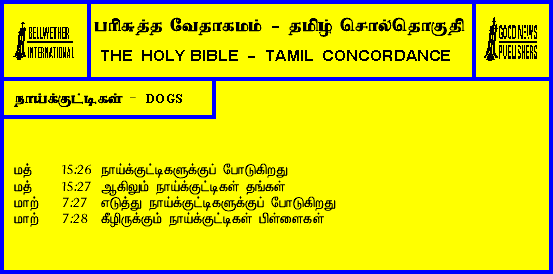 BELLWETHER
INTERNATIONAL
பரிசுத்த வேதாகமம் - தமிழ் சொல்தொகுதி
THE HOLY BIBLE - TAMIL CONCORDANCE
GOOD NEWS
PUBLISHERS
நாய்க்குட்டிகள் - DOGS
மத் 15:26 நாய்க்குட்டிகளுக்குப் போடுகிறது
மத் 15:27 ஆகிலும் நாய்க்குட்டிகள் தங்கள்
மாற் 7:27 எடுத்து நாய்க்குட்டிகளுக்குப் போடுகிறது
மாற் 7:28 கீழிருக்கும் நாய்க்குட்டிகள் பிள்ளைகள்